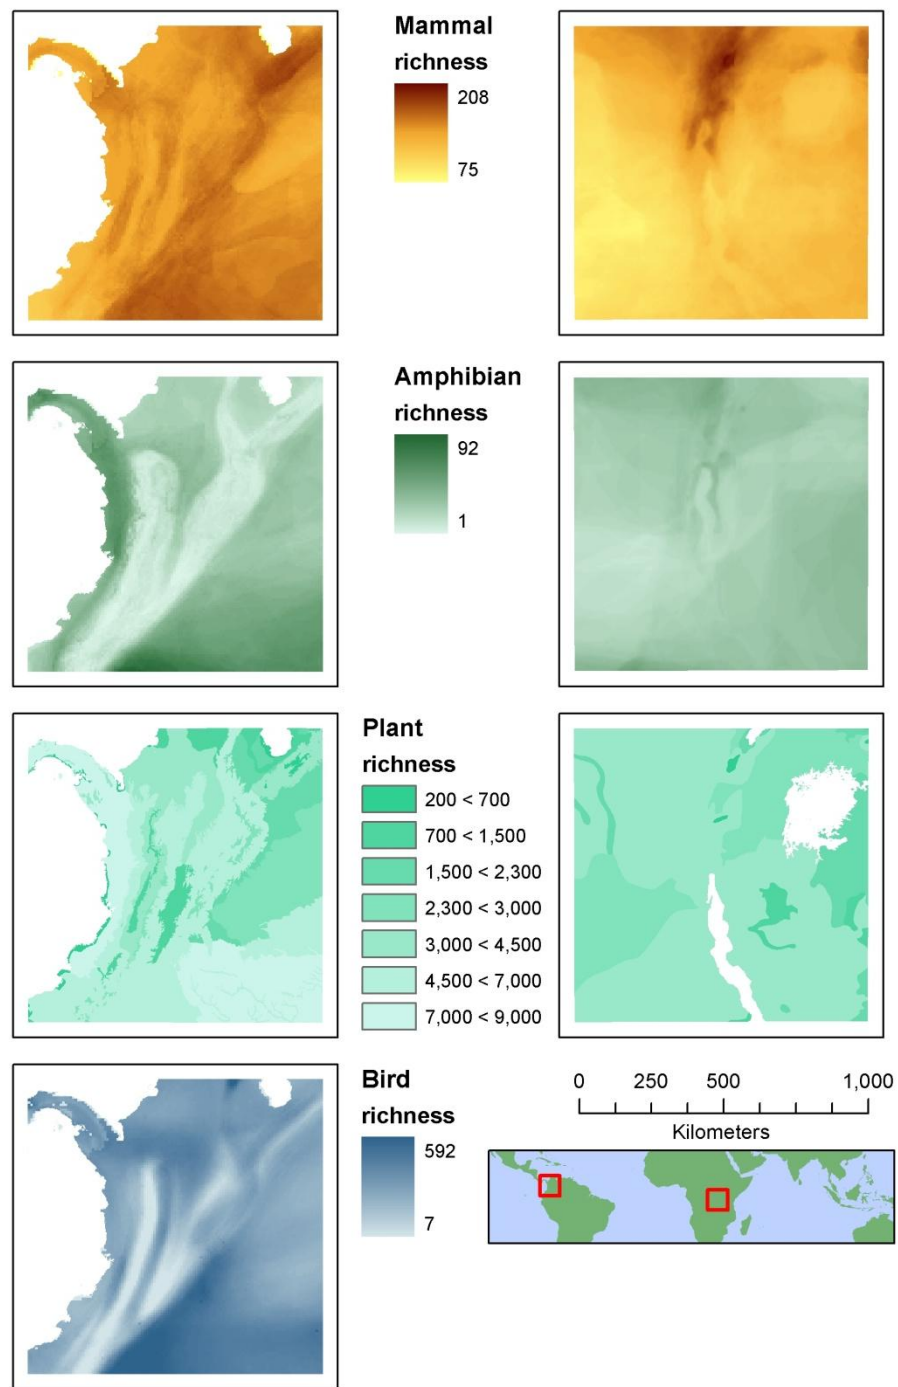 Mammal
richness
208
75
Amphibian
richness
92
1
Plant
richness
200 < 700
700 < 1,500
1,500 < 2,300
2,300 < 3,000
3,000 < 4,500
4,500 < 7,000
7,000 < 9,000
Bird
richness
592
7
0 250 500 1,000
Kilometers